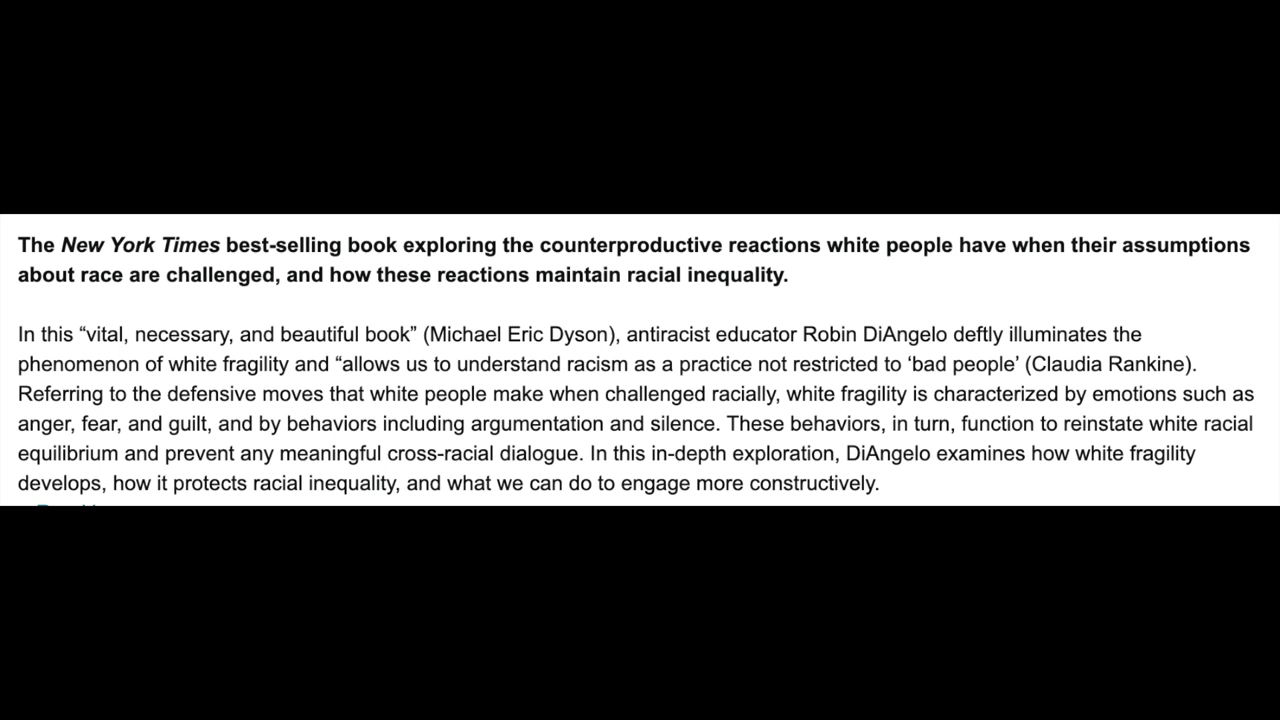 The New York Times best-selling book exploring the counterproductive reactions white people have when their assumptions
about race are challenged, and how these reactions maintain racial inequality.
In this “vital, necessary, and beautiful book” (Michael Eric Dyson), antiracist educator Robin DiAngelo deftly illuminates the
phenomenon of white fragility and “allows us to understand racism as a practice not restricted to ‘bad people’ (Claudia Rankine).
Referring to the defensive moves that white people make when challenged racially, white fragility is characterized by emotions such as
anger, fear, and guilt, and by behaviors including argumentation and silence. These behaviors, in turn, function to reinstate white racial
equilibrium and prevent any meaningful cross-racial dialogue. In this in-depth exploration, DiAngelo examines how white fragility
develops, how it protects racial inequality, and what we can do to engage more constructively.